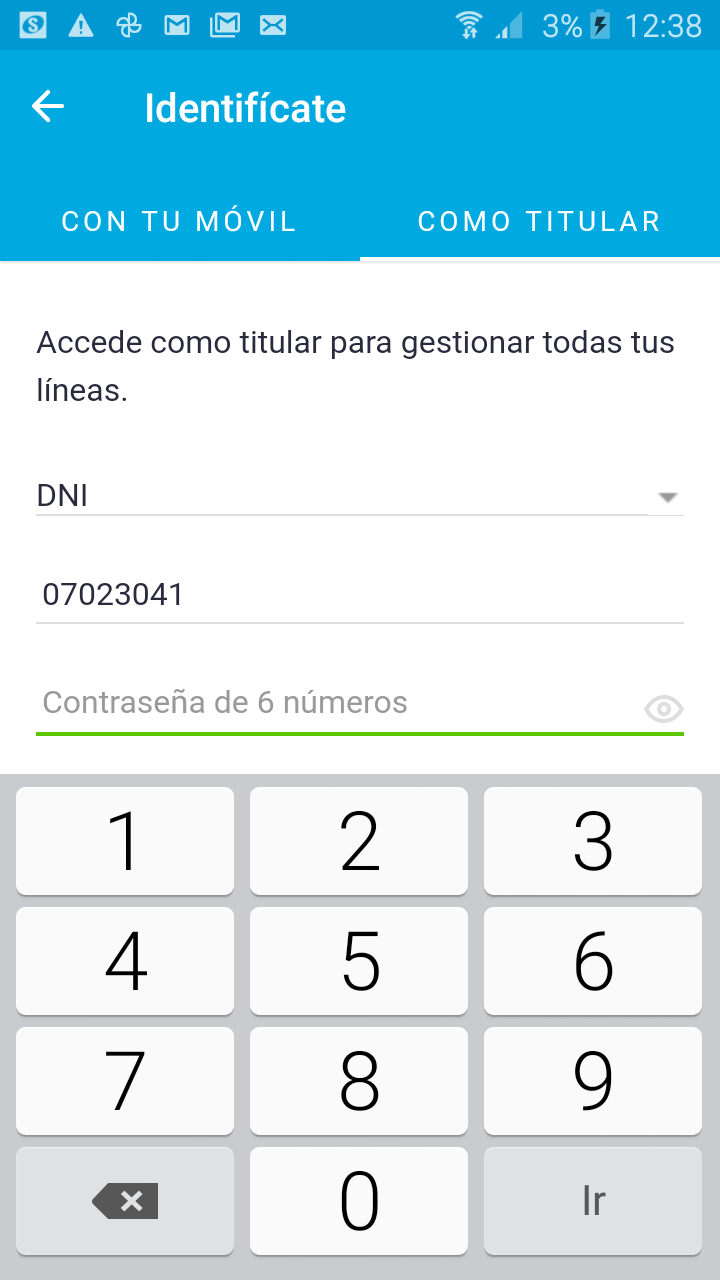 3% 12:38
Identifícate
CON TU MÓVIL COMO TITULAR
Accede como titular para gestionar todas tus
líneas.
DNI
07023041
Contraseña de 6 números
1 2 3
4 5 6
7 8 9
0 Ir